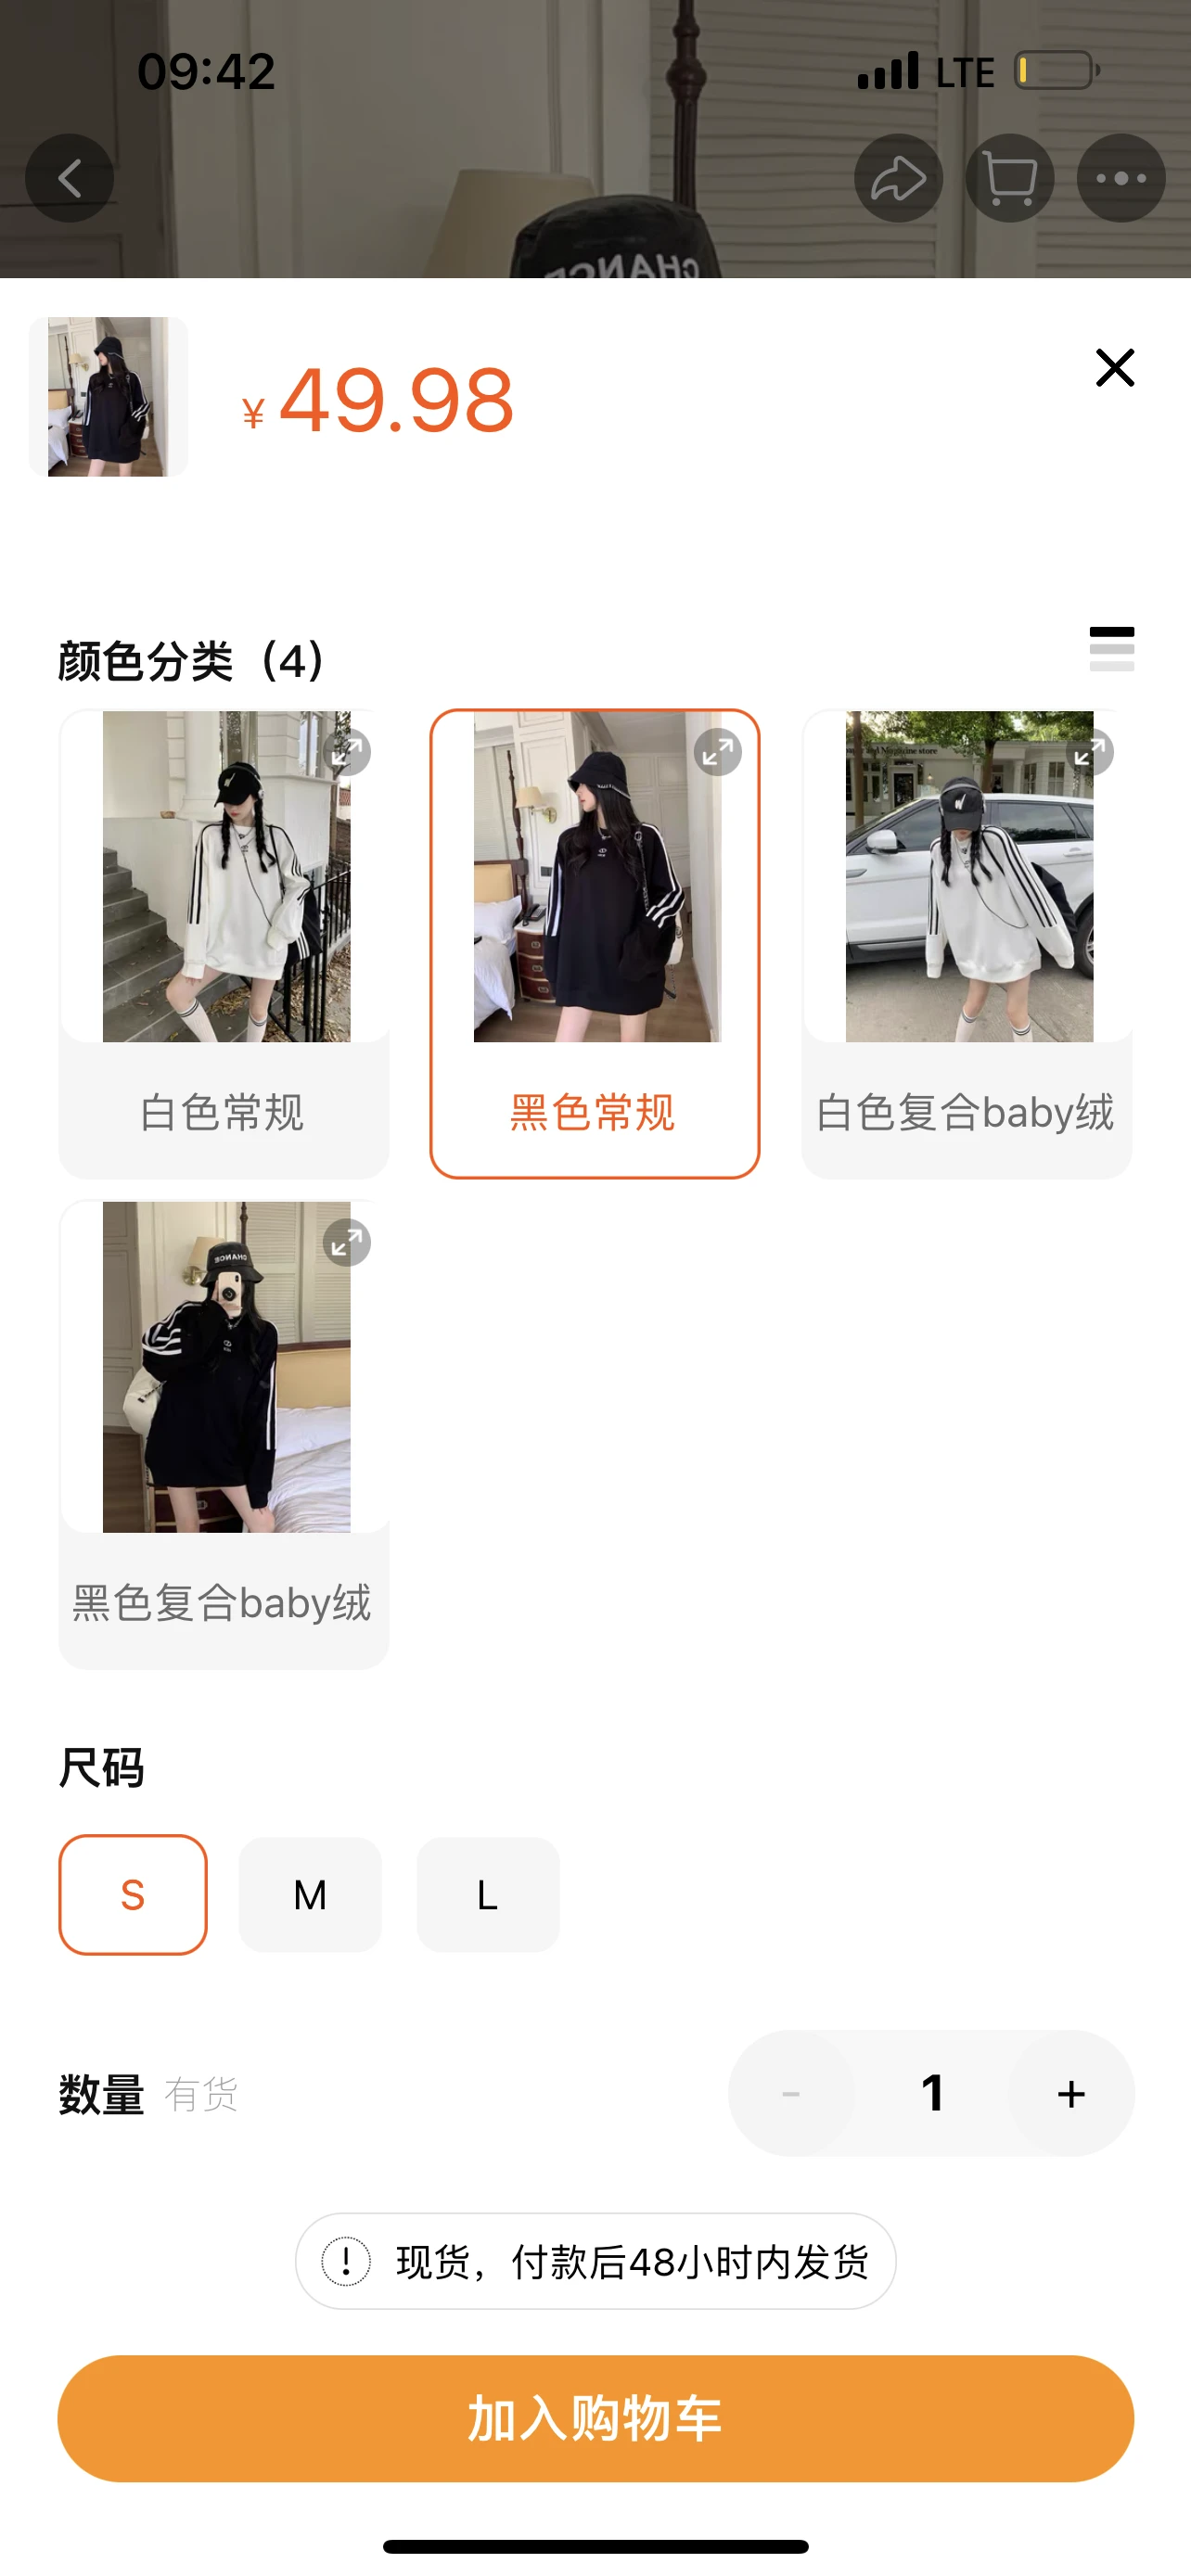 09:42
LTE
CHANCE
¥49.98
颜色分类（4）
白色常规
黑色常规
白色复合baby绒
CHANCE
黑色复合baby绒
尺码
S
M
L
数量 有货
-
1
+
现货，付款后48小时内发货
加入购物车